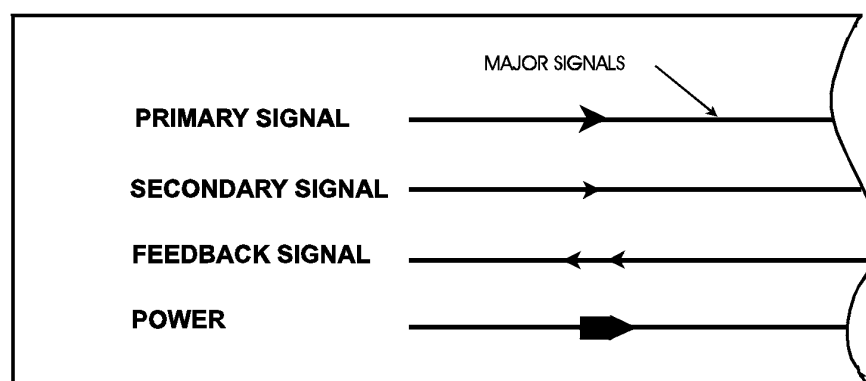 MAJOR SIGNALS
PRIMARY SIGNAL
SECONDARY SIGNAL
FEEDBACK SIGNAL
POWER